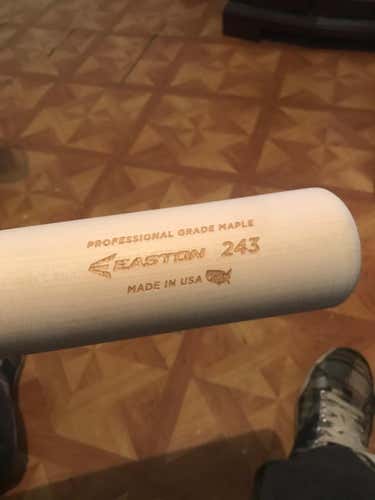 PROFESSIONAL GRADE MAPLE
EASTON 243
MADE IN USA